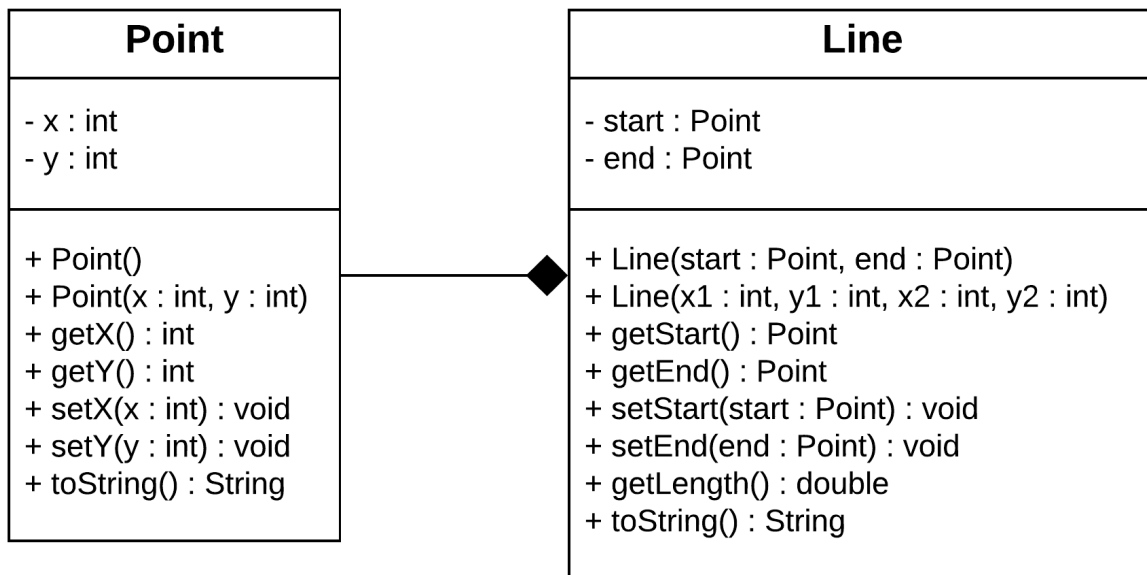 Point
- x : int
- y : int
+ Point()
+ Point(x : int, y : int)
+ getX() : int
+ getY() : int
+ setX(x : int) : void
+ setY(y : int) : void
+ toString() : String
Line
- start : Point
- end : Point
+ Line(start : Point, end : Point)
+ Line(x1 : int, y1 : int, x2 : int, y2 : int)
+ getStart() : Point
+ getEnd() : Point
+ setStart(start : Point) : void
+ setEnd(end : Point) : void
+ getLength() : double
+ toString() : String